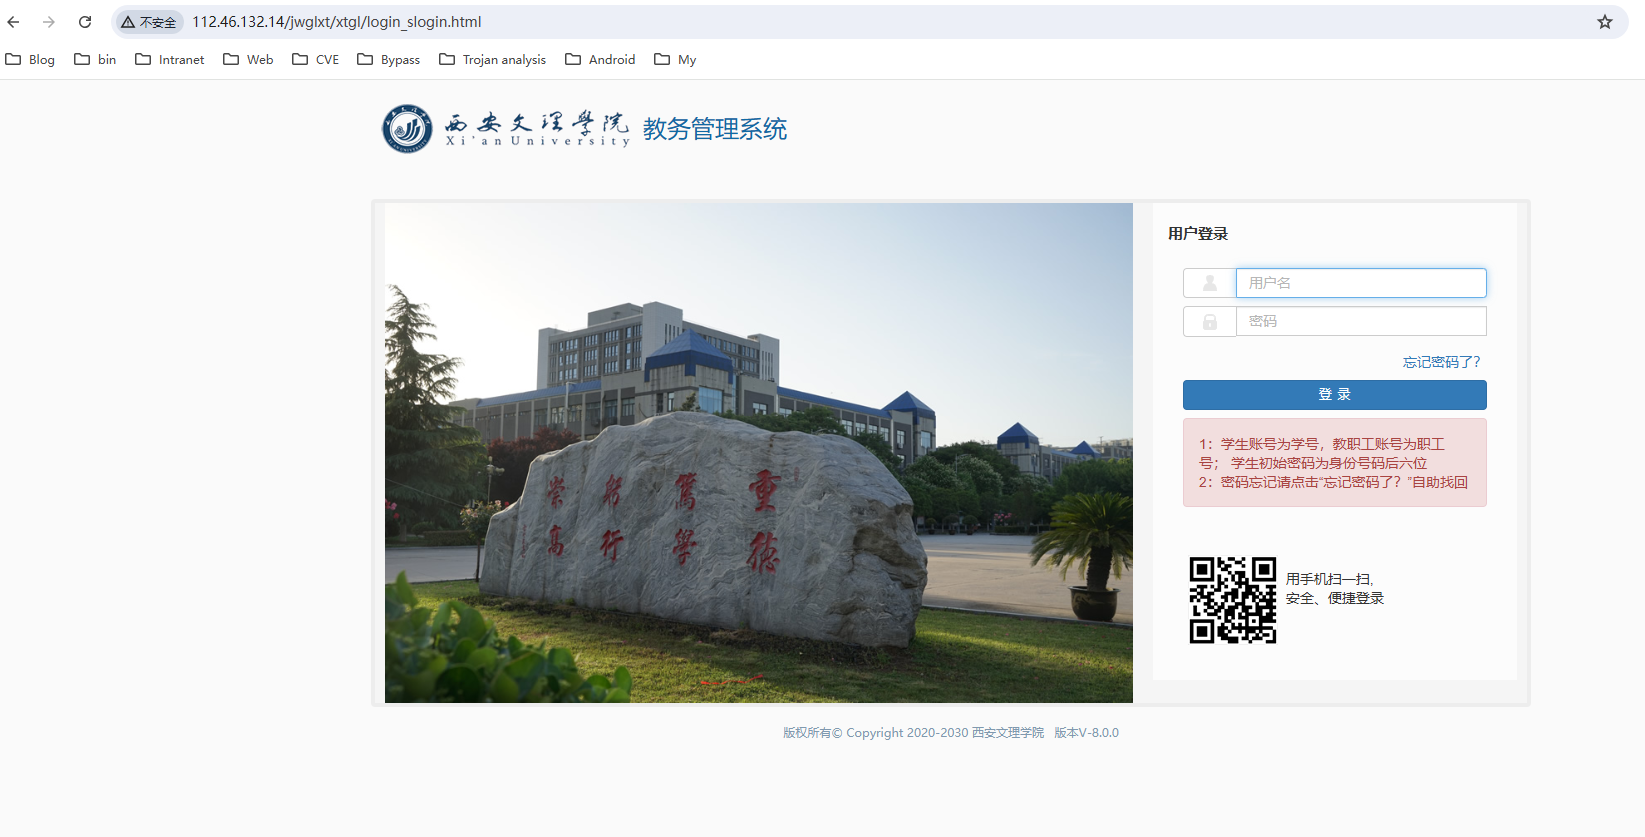 不安全 112.46.132.14/jwglxt/xtgl/login_slogin.html
Blog bin Intranet Web CVE Bypass Trojan analysis Android My
西安文理學院 教务管理系统
Xi'an University
用户登录
用户名
密码
忘记密码了?
登 录
1：学生账号为学号，教职工账号为职工
号； 学生初始密码为身份号码后六位
2：密码忘记请点击“忘记密码了？”自助找回
崇 躬 篤 重
高 行 學 德
用手机扫一扫,
安全、便捷登录
版权所有© Copyright 2020-2030 西安文理学院 版本V-8.0.0